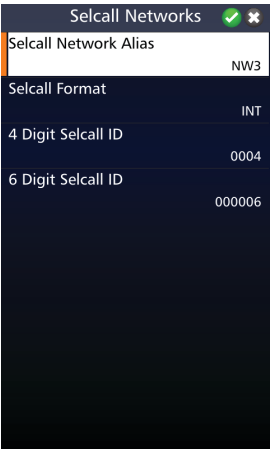 Selcall Networks
Selcall Network Alias
NW3
Selcall Format
INT
4 Digit Selcall ID
0004
6 Digit Selcall ID
000006